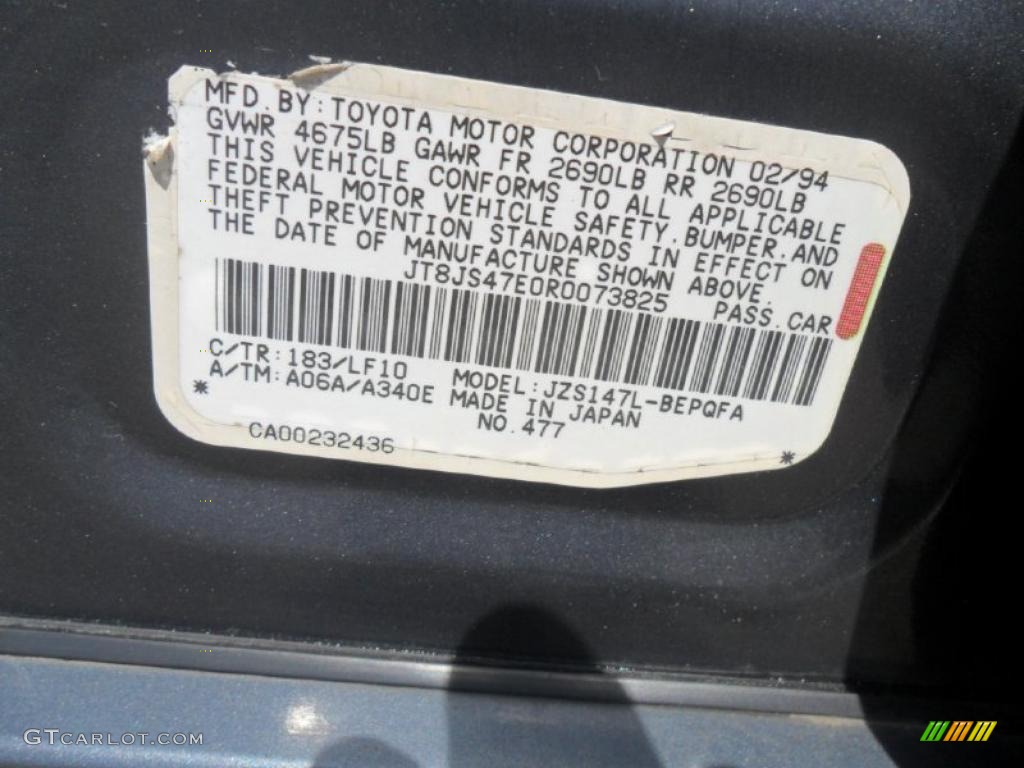 MFD. BY: TOYOTA MOTOR CORPORATION 02/94
GVWR 4675LB GAWR FR 2690LB RR 2690LB
THIS VEHICLE CONFORMS TO ALL APPLICABLE
FEDERAL MOTOR VEHICLE SAFETY, BUMPER, AND
THEFT PREVENTION STANDARDS IN EFFECT ON
THE DATE OF MANUFACTURE SHOWN ABOVE.
JT8JS47E0R0073825 PASS. CAR
C/TR: 183/LF10 MODEL: JZS147L-BEPQFA
A/TM: A06A/A340E MADE IN JAPAN
* NO. 477 *
CA00232436
GTCARLOT.COM